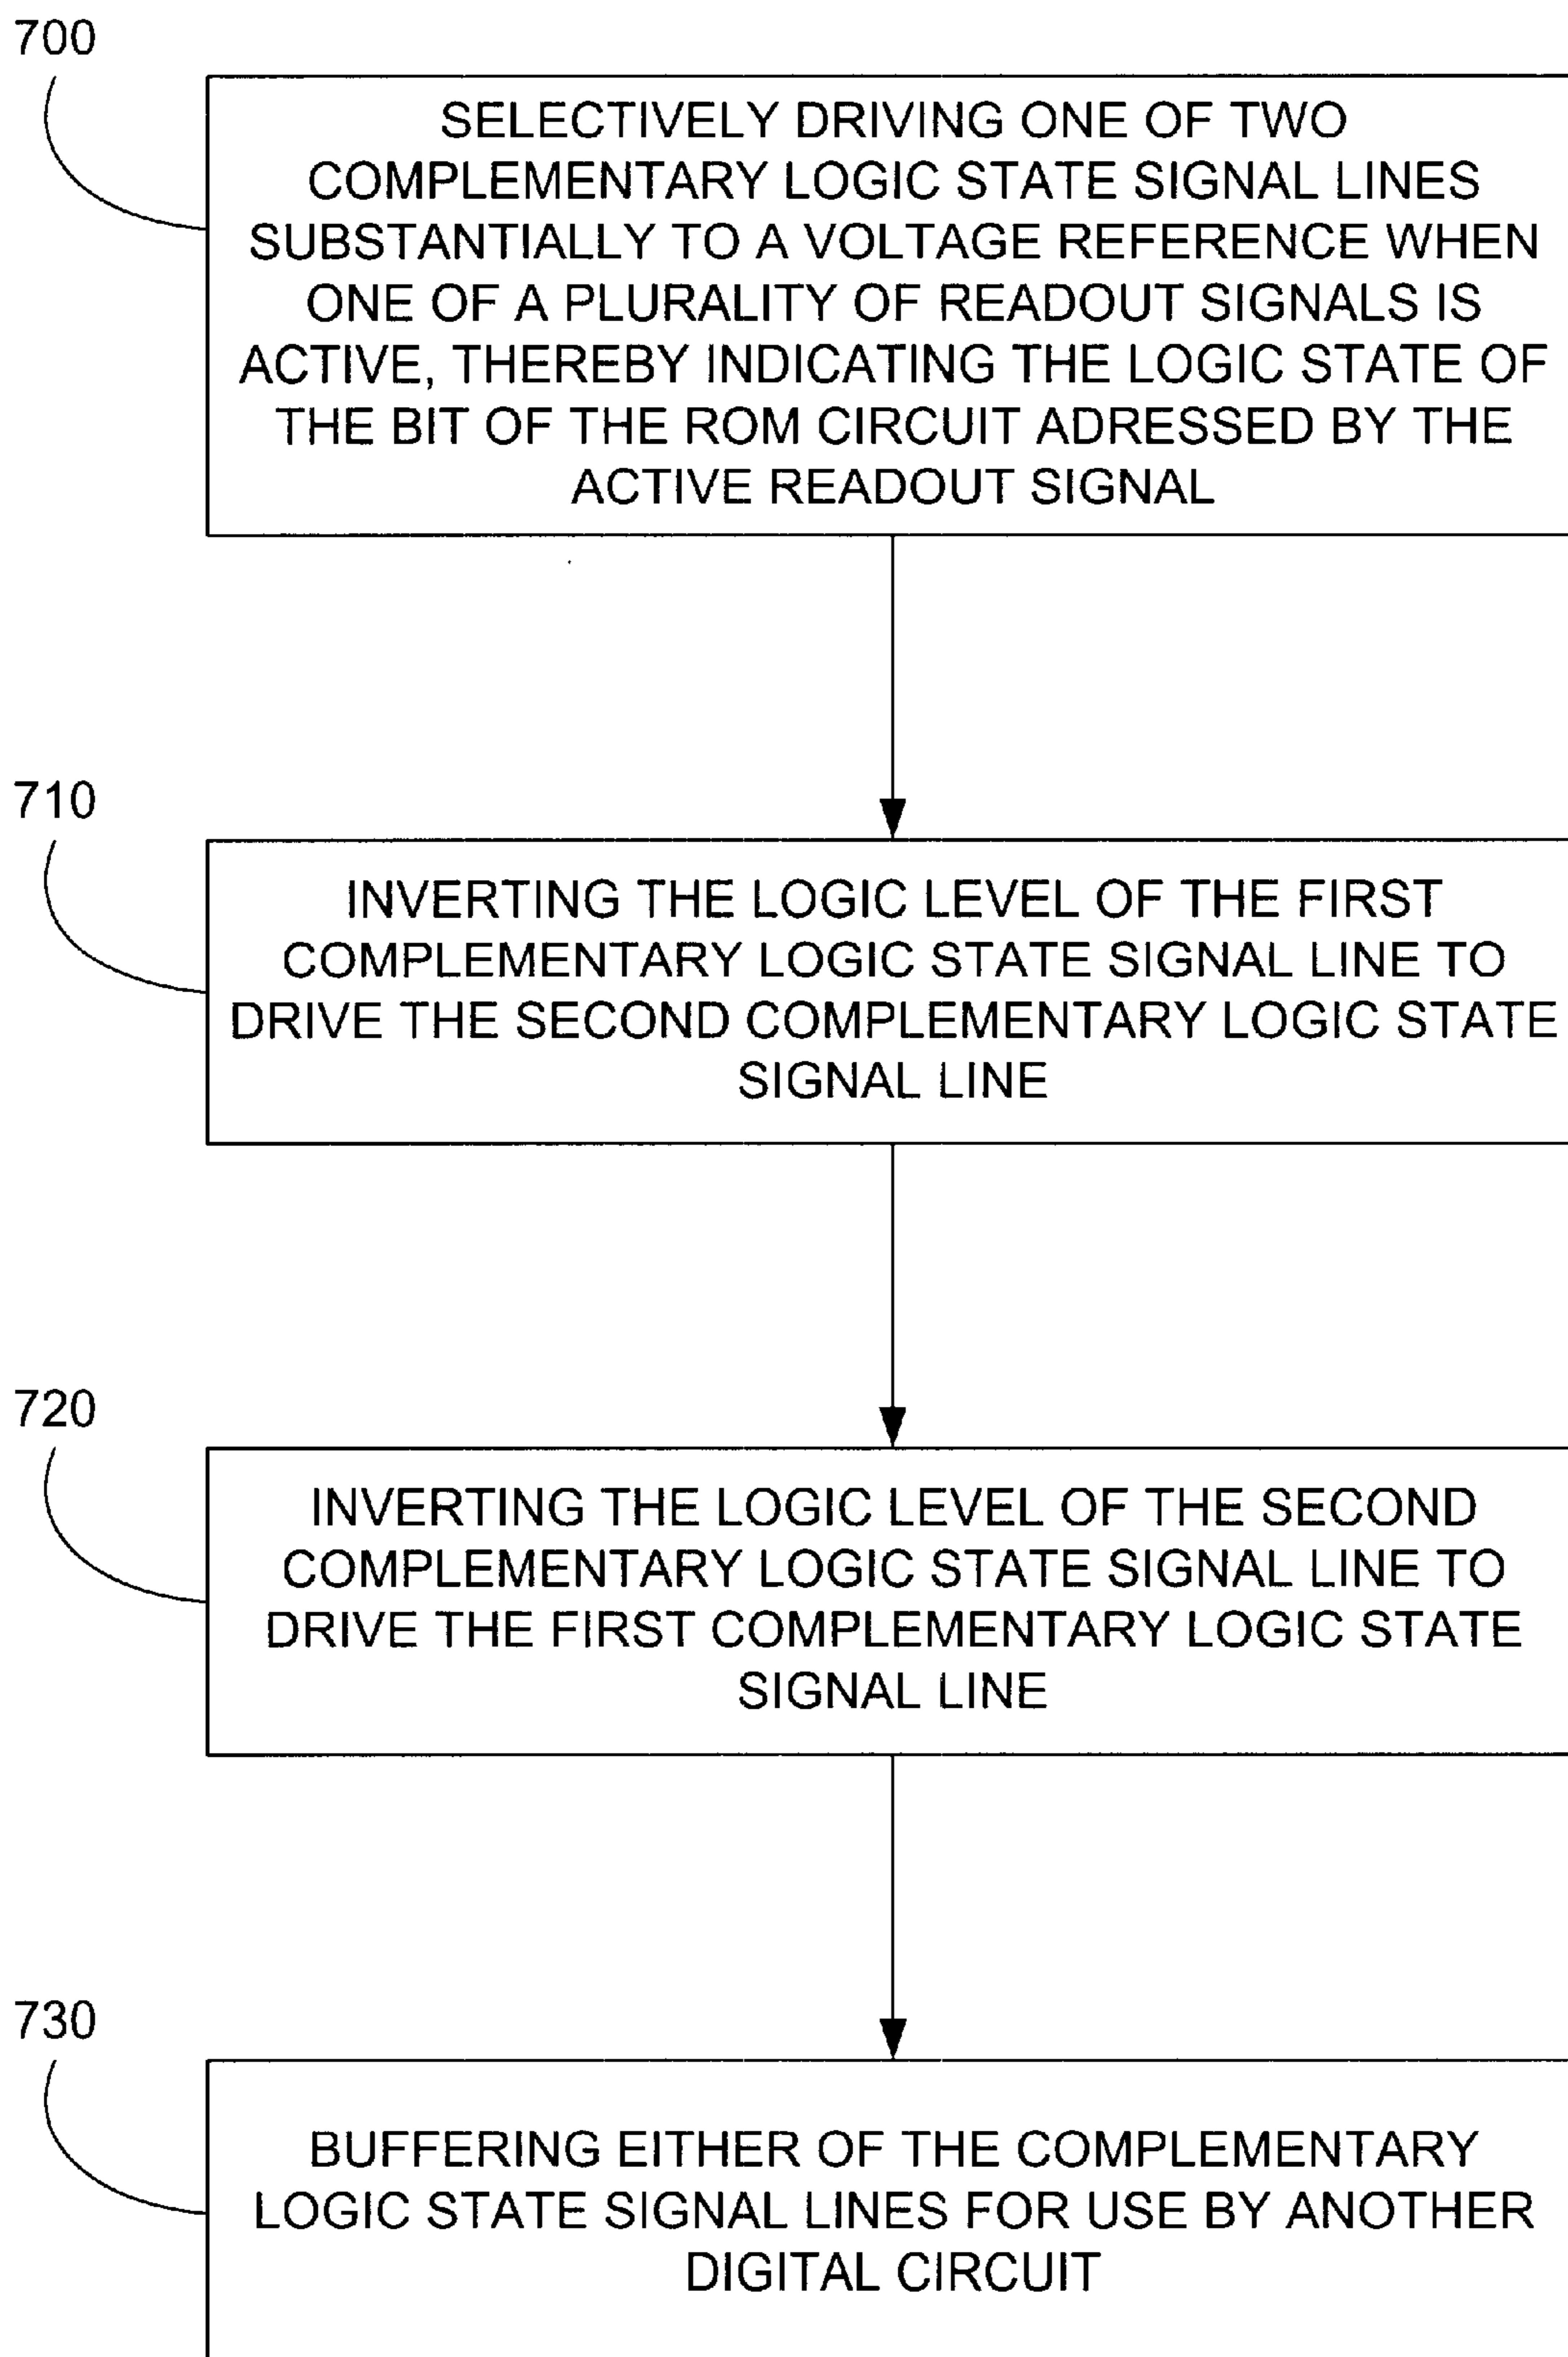 700
SELECTIVELY DRIVING ONE OF TWO
COMPLEMENTARY LOGIC STATE SIGNAL LINES
SUBSTANTIALLY TO A VOLTAGE REFERENCE WHEN
ONE OF A PLURALITY OF READOUT SIGNALS IS
ACTIVE, THEREBY INDICATING THE LOGIC STATE OF
THE BIT OF THE ROM CIRCUIT ADRESSED BY THE
ACTIVE READOUT SIGNAL
710
INVERTING THE LOGIC LEVEL OF THE FIRST
COMPLEMENTARY LOGIC STATE SIGNAL LINE TO
DRIVE THE SECOND COMPLEMENTARY LOGIC STATE
SIGNAL LINE
720
INVERTING THE LOGIC LEVEL OF THE SECOND
COMPLEMENTARY LOGIC STATE SIGNAL LINE TO
DRIVE THE FIRST COMPLEMENTARY LOGIC STATE
SIGNAL LINE
730
BUFFERING EITHER OF THE COMPLEMENTARY
LOGIC STATE SIGNAL LINES FOR USE BY ANOTHER
DIGITAL CIRCUIT